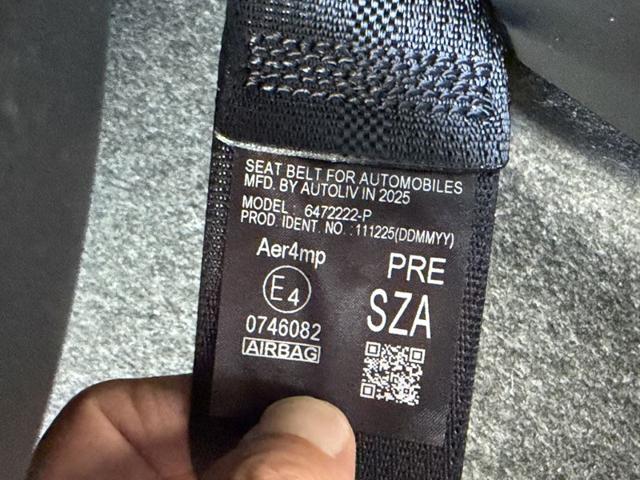 SEAT BELT FOR AUTOMOBILES
MFD. BY AUTOLIV IN 2025
MODEL : 6472222-P
PROD. IDENT. NO. :111225(DDMMYY)
Aer4mp
PRE
E4
SZA
0746082
AIRBAG